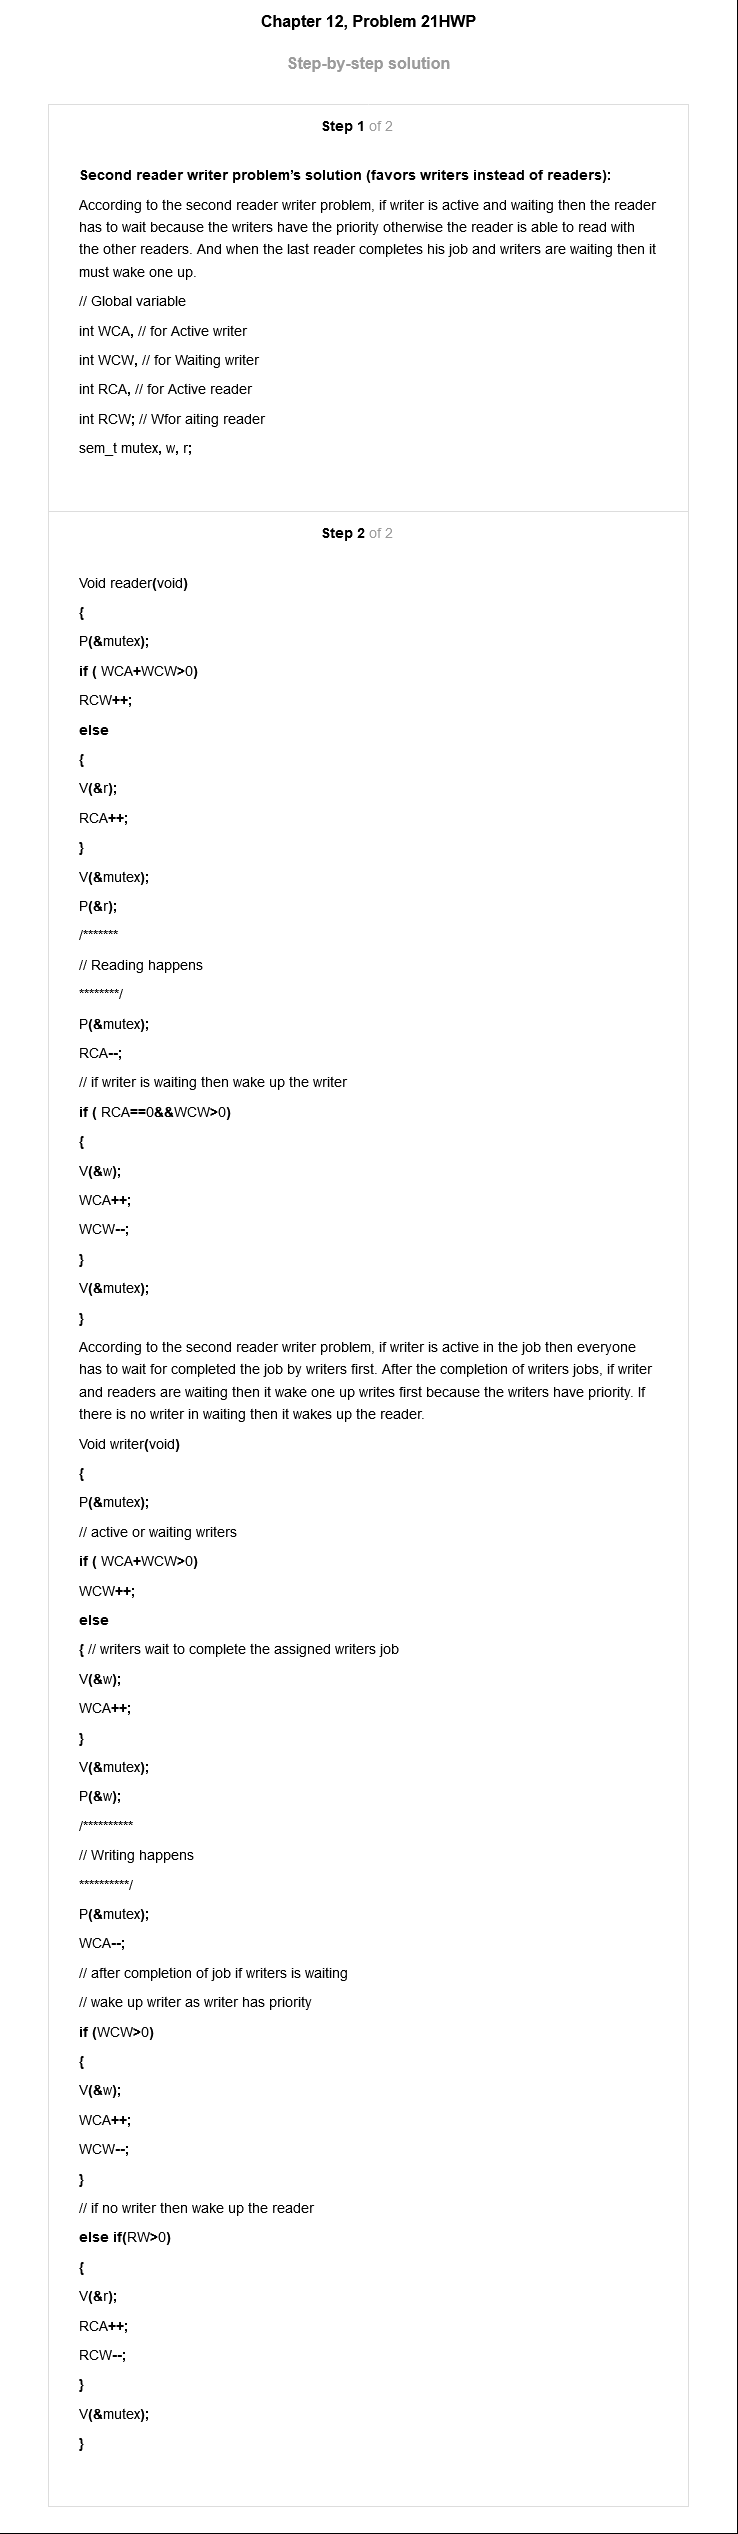 Chapter 12, Problem 21HWP
Step-by-step solution
Step 1 of 2
Second reader writer problem's solution (favors writers instead of readers):
According to the second reader writer problem, if writer is active and waiting then the reader
has to wait because the writers have the priority otherwise the reader is able to read with
the other readers. And when the last reader completes his job and writers are waiting then it
must wake one up.
// Global variable
int WCA, // for Active writer
int WCW, // for Waiting writer
int RCA, // for Active reader
int RCW; // Wfor aiting reader
sem_t mutex, w, r;
Step 2 of 2
Void reader(void)
{
P(&mutex);
if ( WCA+WCW>0)
RCW++;
else
{
V(&r);
RCA++;
}
V(&mutex);
P(&r);
/*******
// Reading happens
********/
P(&mutex);
RCA--;
// if writer is waiting then wake up the writer
if ( RCA==0&&WCW>0)
{
V(&w);
WCA++;
WCW--;
}
V(&mutex);
}
According to the second reader writer problem, if writer is active in the job then everyone
has to wait for completed the job by writers first. After the completion of writers jobs, if writer
and readers are waiting then it wake one up writes first because the writers have priority. If
there is no writer in waiting then it wakes up the reader.
Void writer(void)
{
P(&mutex);
// active or waiting writers
if ( WCA+WCW>0)
WCW++;
else
{ // writers wait to complete the assigned writers job
V(&w);
WCA++;
}
V(&mutex);
P(&w);
/**********
// Writing happens
**********/
P(&mutex);
WCA--;
// after completion of job if writers is waiting
// wake up writer as writer has priority
if (WCW>0)
{
V(&w);
WCA++;
WCW--;
}
// if no writer then wake up the reader
else if(RW>0)
{
V(&r);
RCA++;
RCW--;
}
V(&mutex);
}